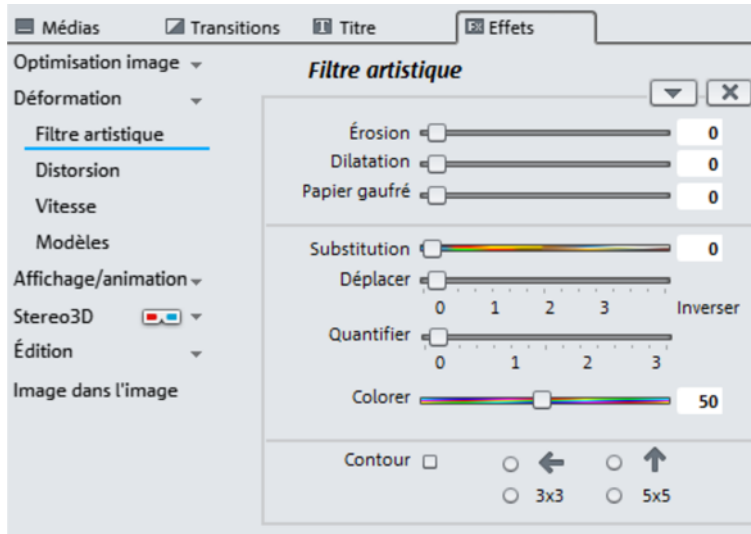 Médias Transitions Titre Effets
Optimisation image
Déformation
Filtre artistique
Distorsion
Vitesse
Modèles
Affichage/animation
Stereo3D
Édition
Image dans l'image
Filtre artistique
Érosion 0
Dilatation 0
Papier gaufré 0
Substitution 0
Déplacer
0 1 2 3 Inverser
Quantifier
0 1 2 3
Colorer 50
Contour
3x3 5x5